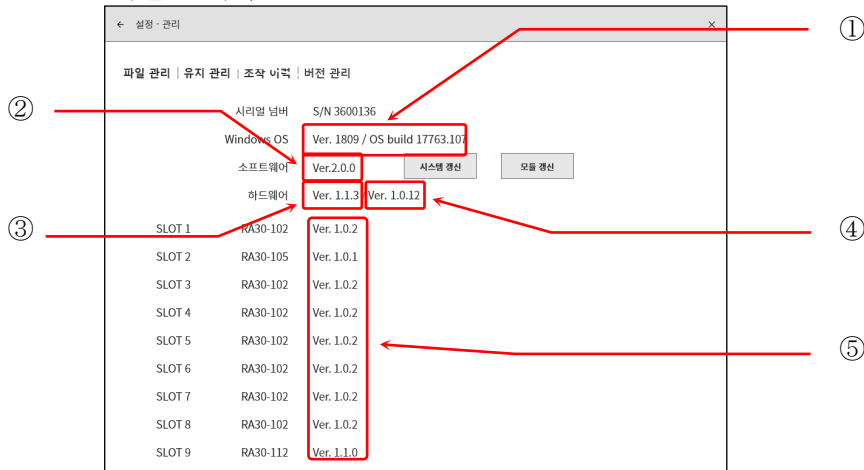 ← 설정 - 관리 ×
①
파일 관리 | 유지 관리 | 조작 이력 | 버전 관리
시리얼 넘버 S/N 3600136
②
Windows OS Ver. 1809 / OS build 17763.107
소프트웨어 Ver.2.0.0 시스템 갱신 모듈 갱신
하드웨어 Ver. 1.1.3 / Ver. 1.0.12
③ ④
SLOT 1 RA30-102 Ver. 1.0.2
SLOT 2 RA30-105 Ver. 1.0.1
SLOT 3 RA30-102 Ver. 1.0.2
SLOT 4 RA30-102 Ver. 1.0.2
SLOT 5 RA30-102 Ver. 1.0.2
⑤
SLOT 6 RA30-102 Ver. 1.0.2
SLOT 7 RA30-102 Ver. 1.0.2
SLOT 8 RA30-102 Ver. 1.0.2
SLOT 9 RA30-112 Ver. 1.1.0